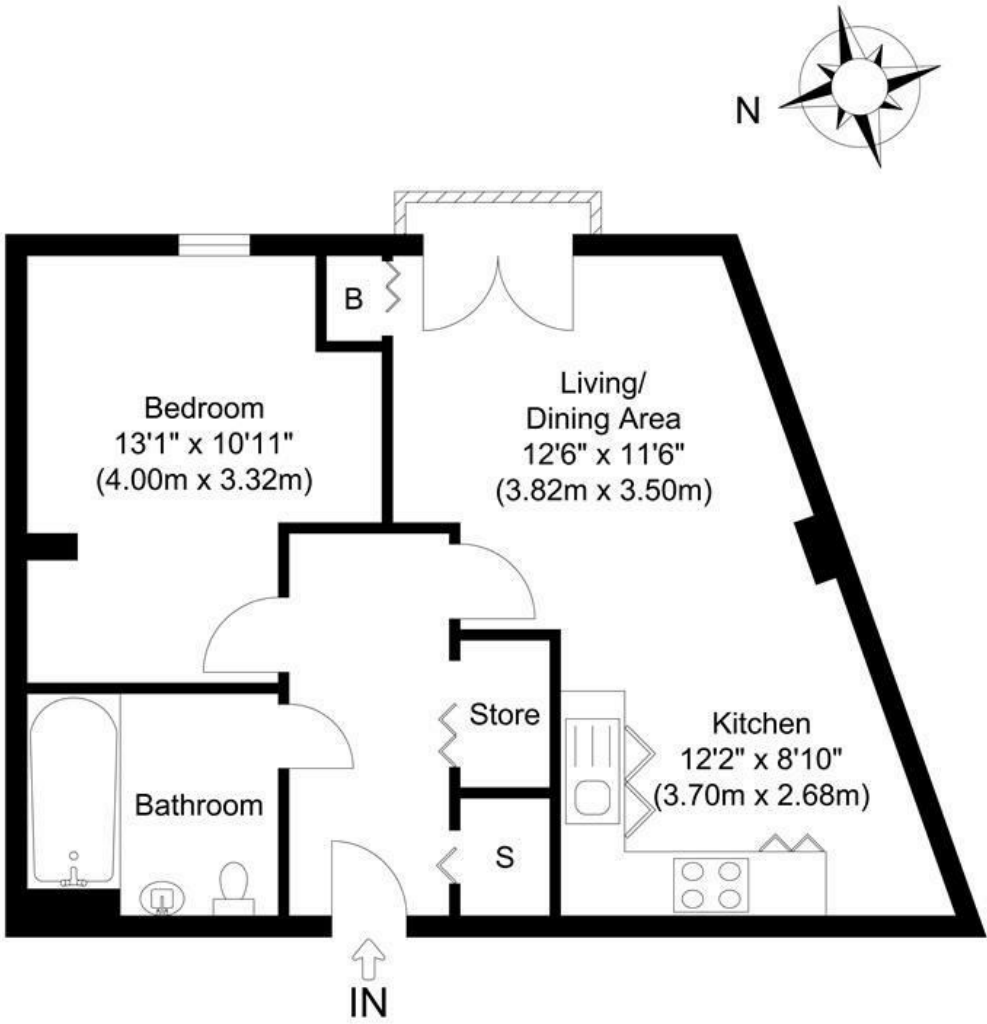 N
B
Bedroom
13'1" x 10'11"
(4.00m x 3.32m)
Living/
Dining Area
12'6" x 11'6"
(3.82m x 3.50m)
Store
Kitchen
12'2" x 8'10"
(3.70m x 2.68m)
Bathroom
S
IN